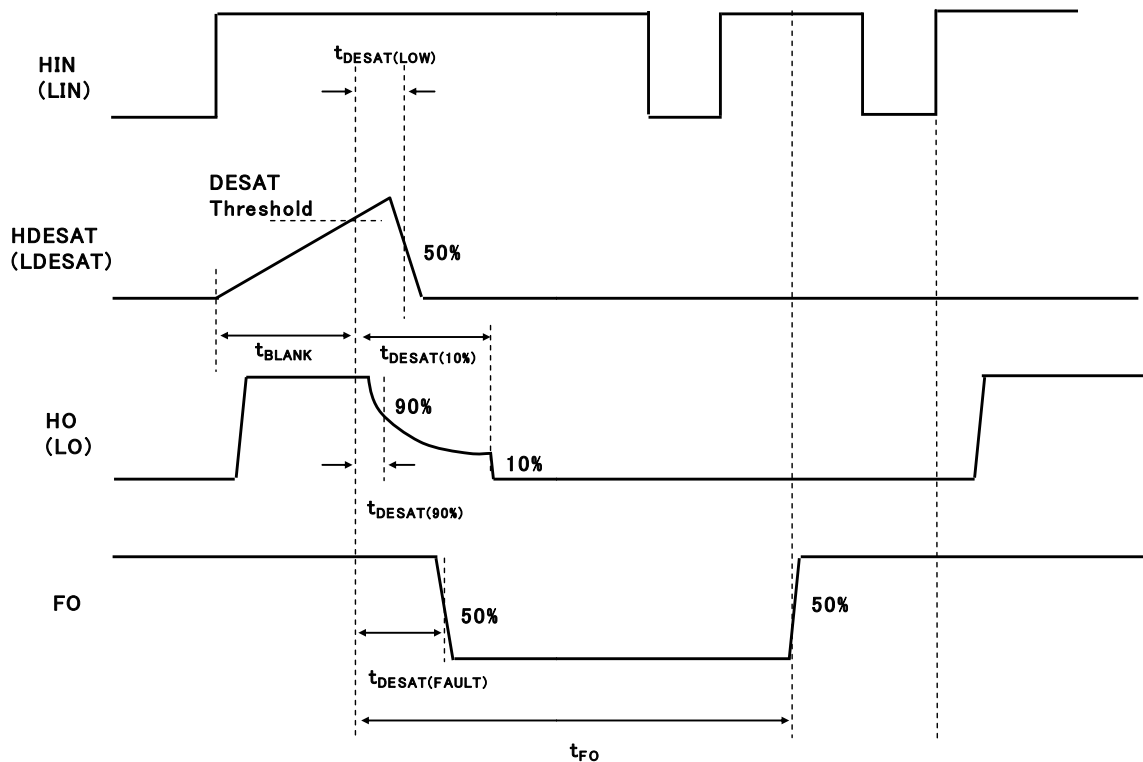 HIN
(LIN)
tDESAT(LOW)
DESAT
Threshold
HDESAT
(LDESAT)
50%
tBLANK
tDESAT(10%)
HO
(LO)
90%
10%
tDESAT(90%)
FO
50%
50%
tDESAT(FAULT)
tFO